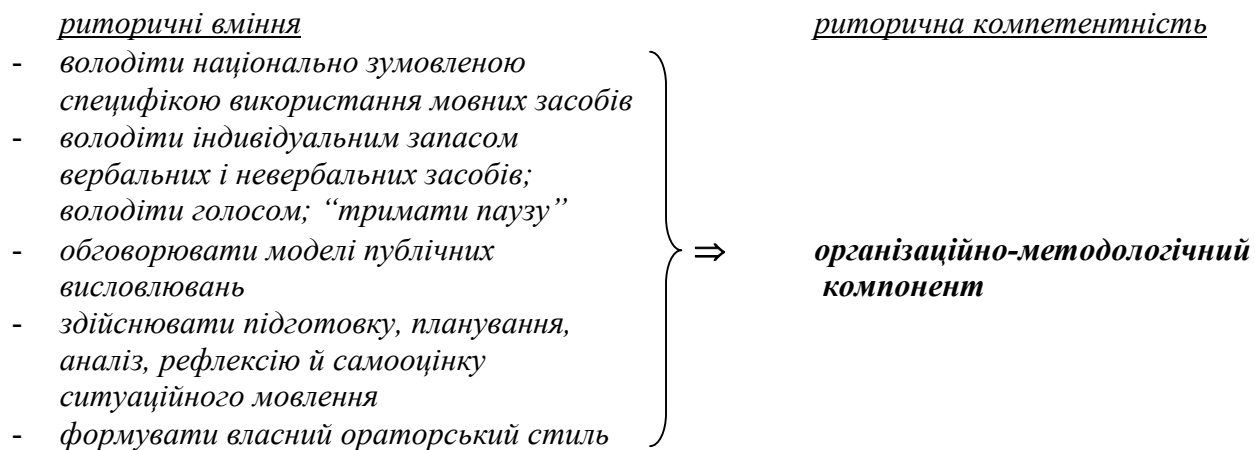 риторичні вміння риторична компетентність
- володіти національно зумовленою
специфікою використання мовних засобів
- володіти індивідуальним запасом
вербальних і невербальних засобів;
володіти голосом; “тримати паузу”
- обговорювати моделі публічних
висловлювань
⇒ організаційно-методологічний
компонент
- здійснювати підготовку, планування,
аналіз, рефлексію й самооцінку
ситуаційного мовлення
- формувати власний ораторський стиль